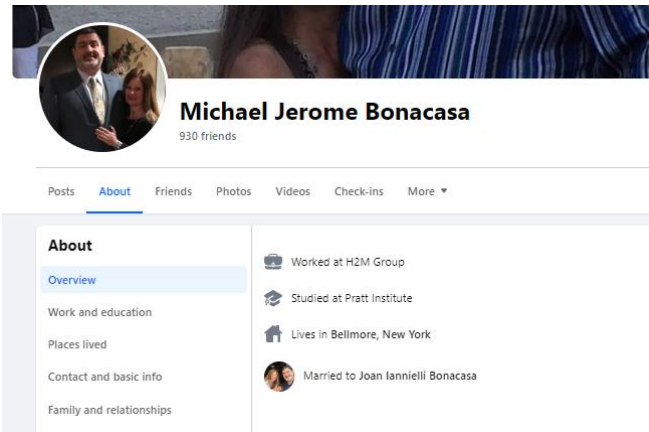 Michael Jerome Bonacasa
930 friends
Posts About Friends Photos Videos Check-ins More
About
Overview
Work and education
Places lived
Contact and basic info
Family and relationships
Worked at H2M Group
Studied at Pratt Institute
Lives in Bellmore, New York
Married to Joan Iannielli Bonacasa